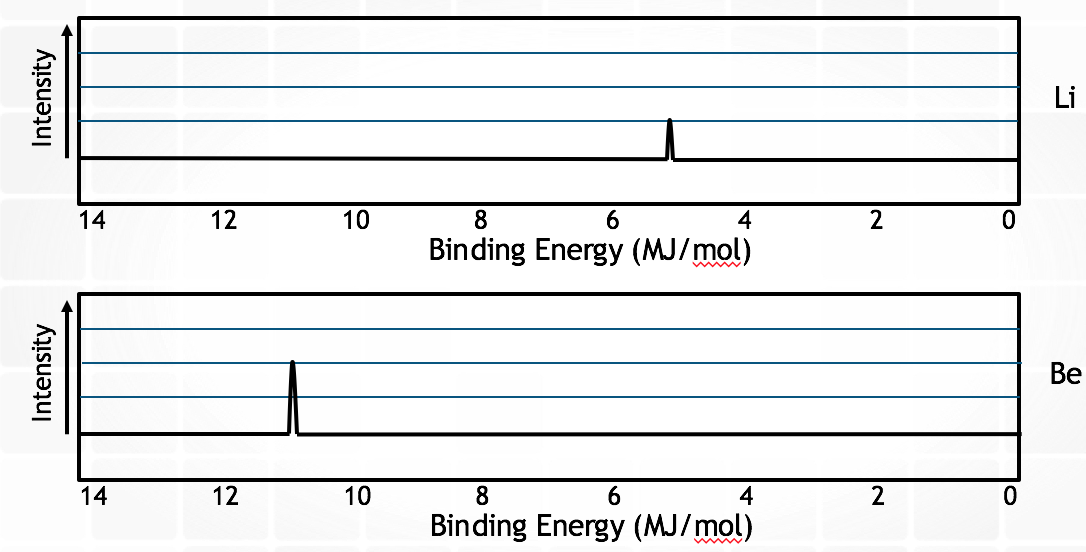 Intensity
Li
14 12 10 8 6 4 2 0
Binding Energy (MJ/mol)
Intensity
Be
14 12 10 8 6 4 2 0
Binding Energy (MJ/mol)